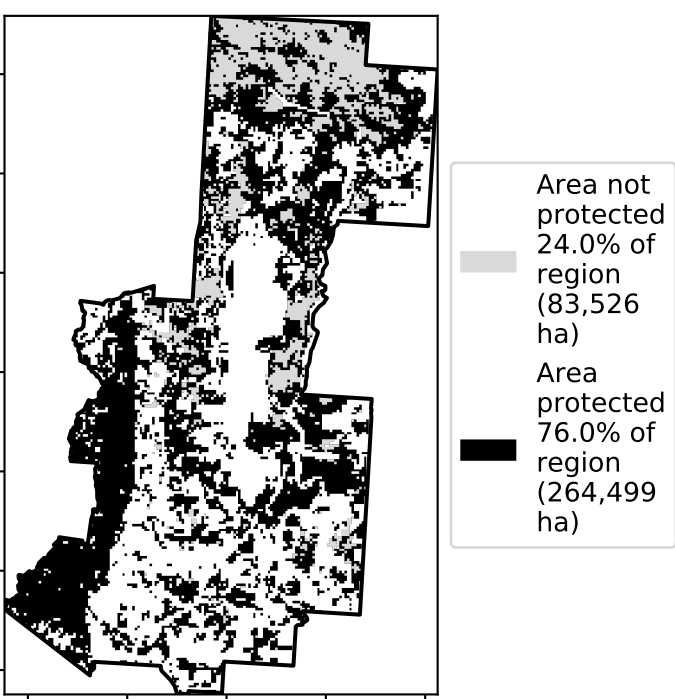 Area not
protected
24.0% of
region
(83,526
ha)
Area
protected
76.0% of
region
(264,499
ha)